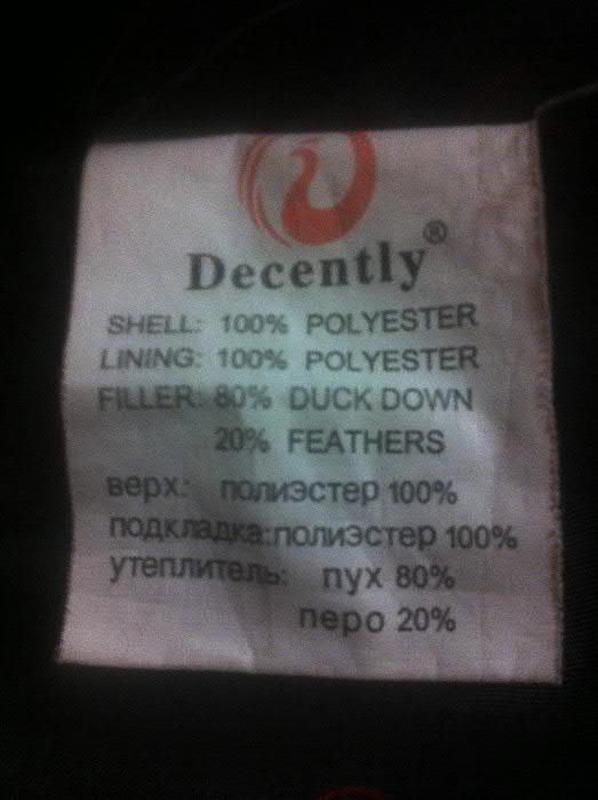 Decently®
SHELL: 100% POLYESTER
LINING: 100% POLYESTER
FILLER: 80% DUCK DOWN
20% FEATHERS
верх: полиэстер 100%
подкладка:полиэстер 100%
утеплитель: пух 80%
перо 20%